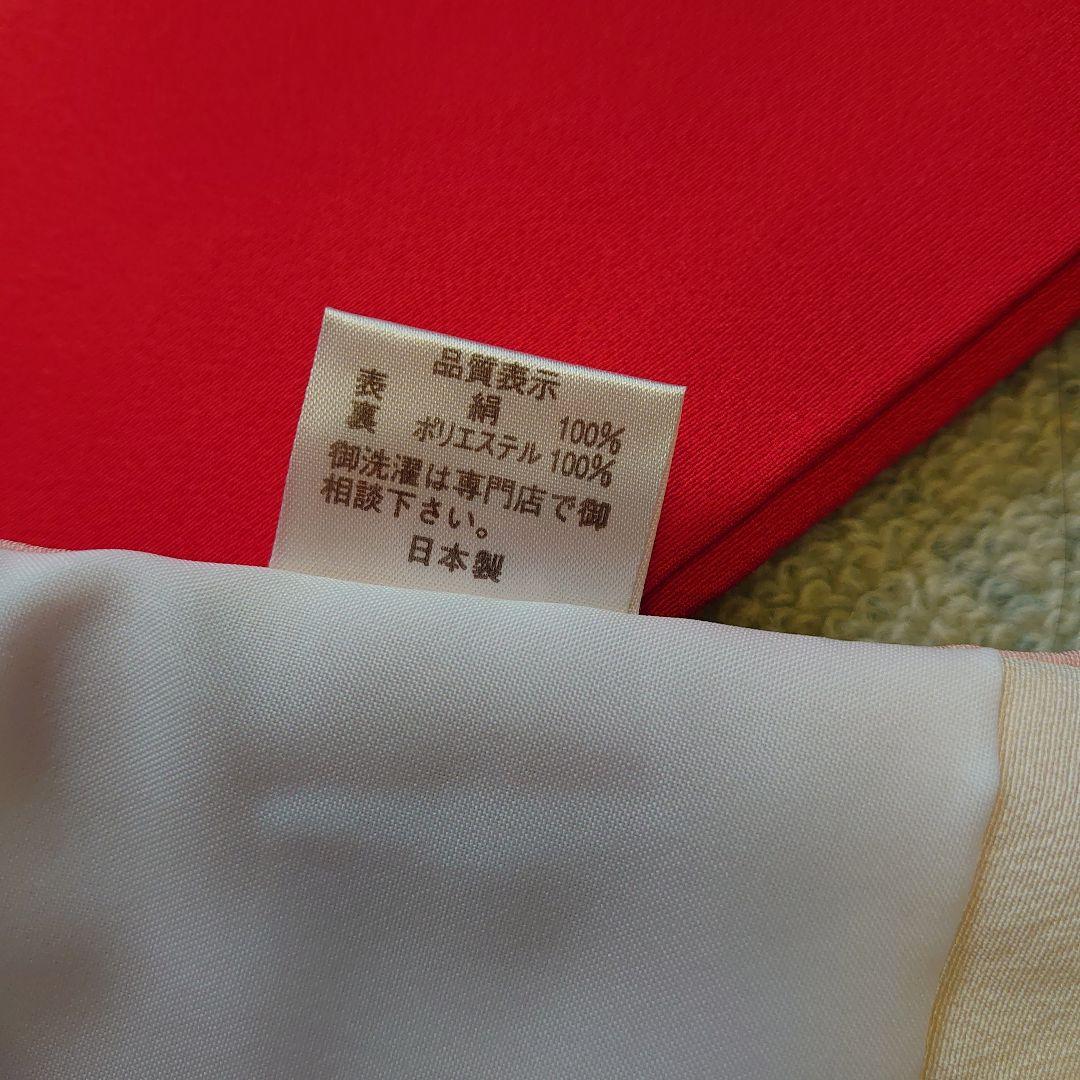 品質表示
表 絹 100%
裏 ポリエステル 100%
御洗濯は専門店で御
相談下さい。
日本製